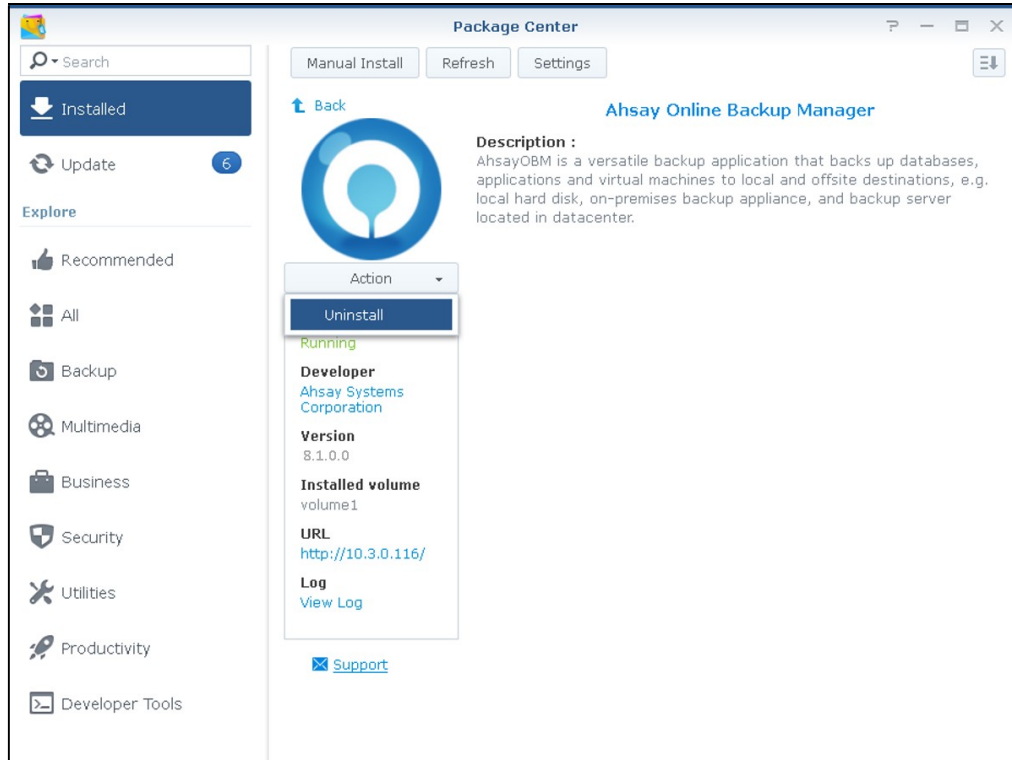 Package Center
Search
Manual Install
Refresh
Settings
Installed
Update
6
Explore
Recommended
All
Backup
Multimedia
Business
Security
Utilities
Productivity
Developer Tools
Back
Ahsay Online Backup Manager
Description :
AhsayOBM is a versatile backup application that backs up databases,
applications and virtual machines to local and offsite destinations, e.g.
local hard disk, on-premises backup appliance, and backup server
located in datacenter.
Action
Uninstall
Running
Developer
Ahsay Systems
Corporation
Version
8.1.0.0
Installed volume
volume1
URL
http://10.3.0.116/
Log
View Log
Support